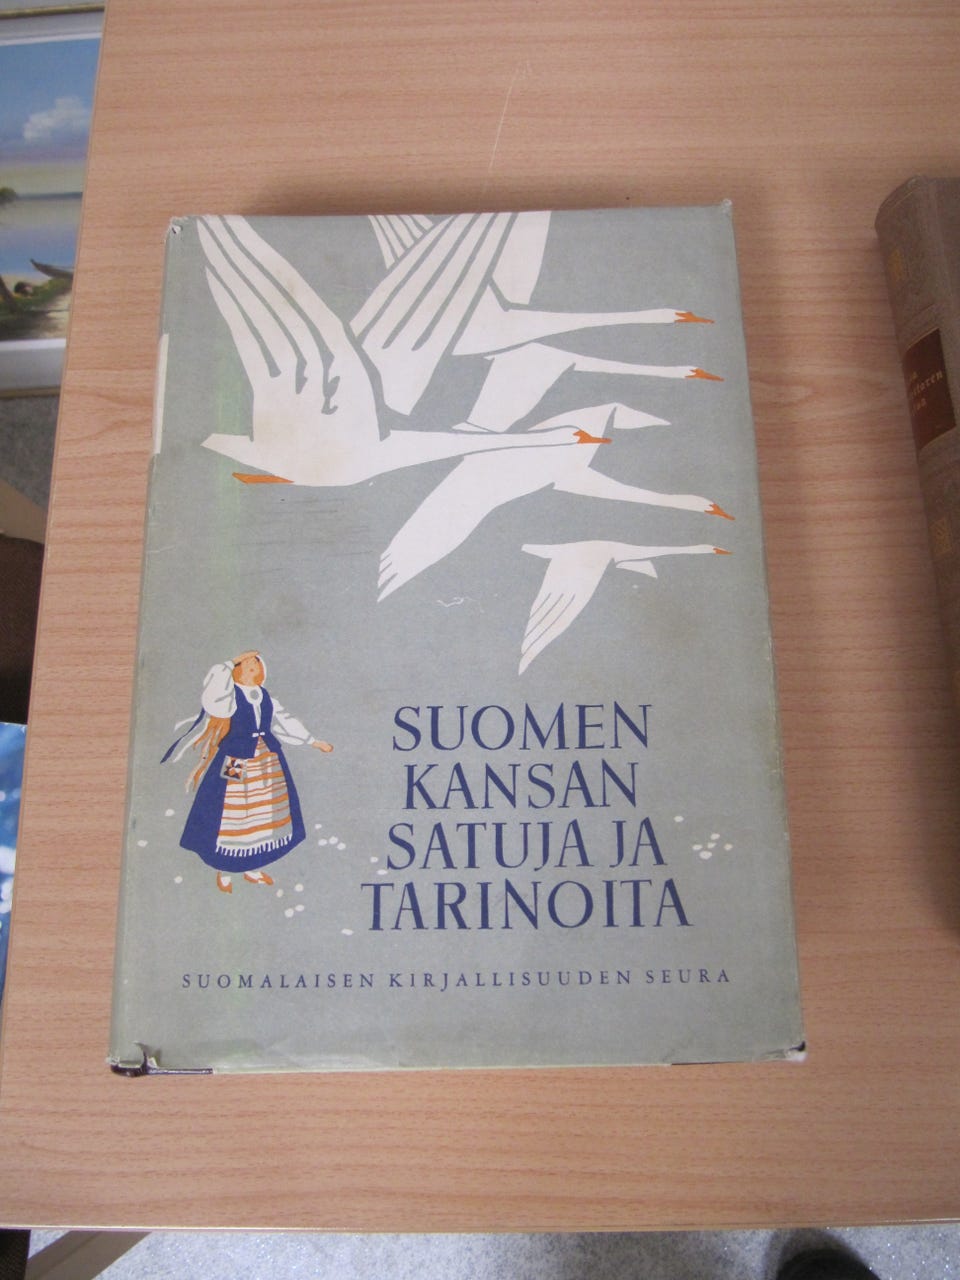 SUOMEN
KANSAN
SATUJA JA
TARINOITA
SUOMALAISEN KIRJALLISUUDEN SEURA